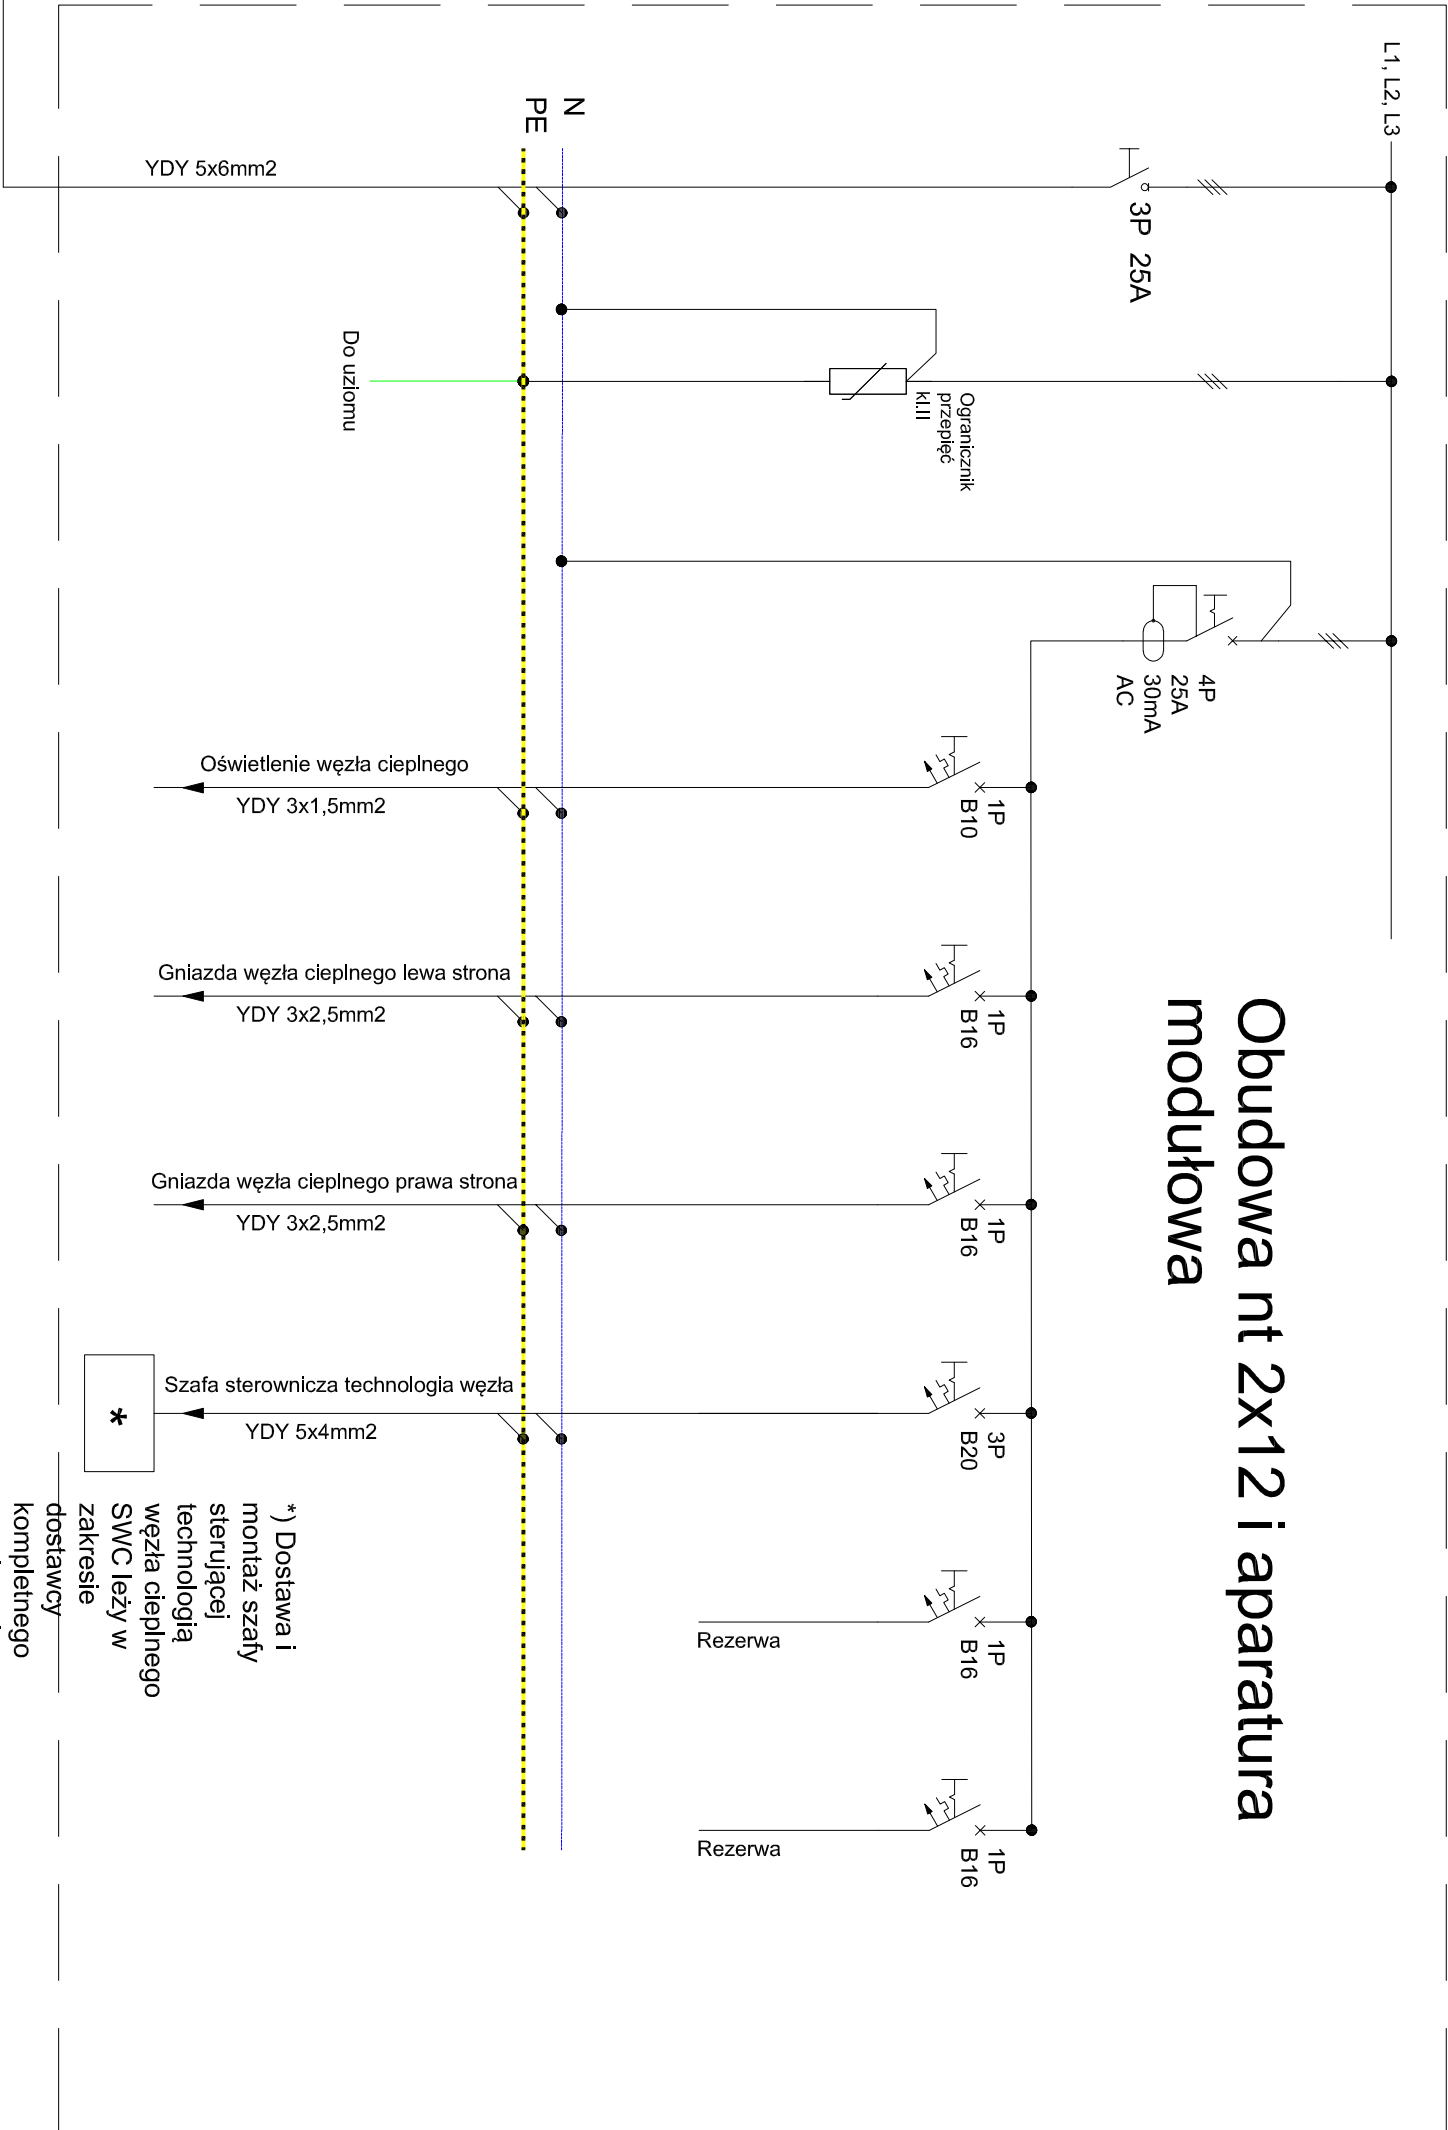 L1, L2, L3
N
PE
YDY 5x6mm2
3P 25A
Do uziomu
Ogranicznik
przepięć
kl.II
4P
25A
30mA
AC
Obudowa nt 2x12 i aparatura
modułowa
Oświetlenie węzła cieplnego
YDY 3x1,5mm2
1P
B10
Gniazda węzła cieplnego lewa strona
YDY 3x2,5mm2
1P
B16
Gniazda węzła cieplnego prawa strona
YDY 3x2,5mm2
1P
B16
Szafa sterownicza technologia węzła
YDY 5x4mm2
3P
B20
*
*) Dostawa i
montaż szafy
sterującej
technologią
węzła cieplnego
SWC leży w
zakresie
dostawcy
kompletnego
Rezerwa
1P
B16
Rezerwa
1P
B16